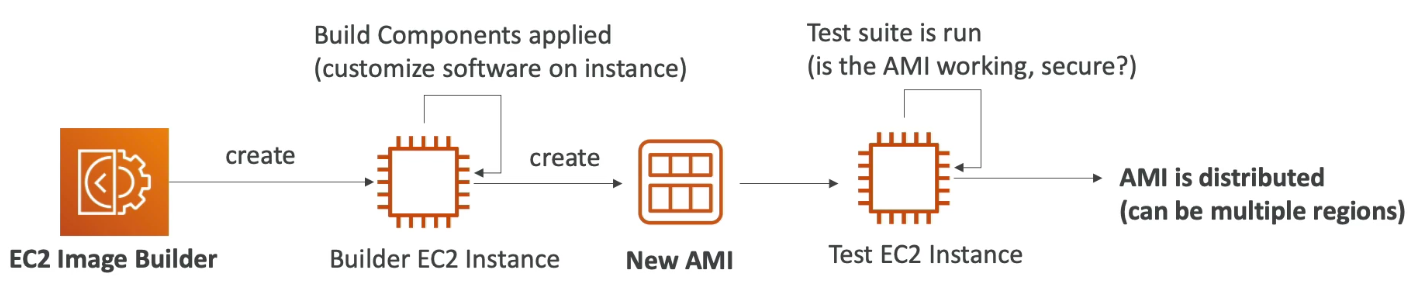 Build Components applied
(customize software on instance)
Test suite is run
(is the AMI working, secure?)
create
create
AMI is distributed
(can be multiple regions)
EC2 Image Builder
Builder EC2 Instance
New AMI
Test EC2 Instance